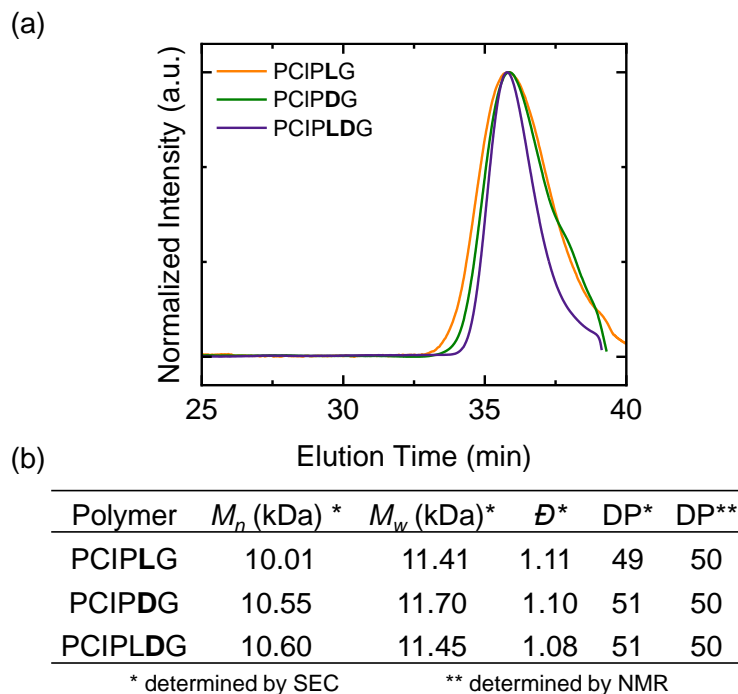 (a)
Normalized Intensity (a.u.)
PCIPLG
PCIPDG
PCIPLDG
25 30 35 40
Elution Time (min)
(b)
Polymer Mn (kDa) * Mw (kDa)* Đ* DP* DP**
PCIPLG 10.01 11.41 1.11 49 50
PCIPDG 10.55 11.70 1.10 51 50
PCIPLDG 10.60 11.45 1.08 51 50
* determined by SEC ** determined by NMR